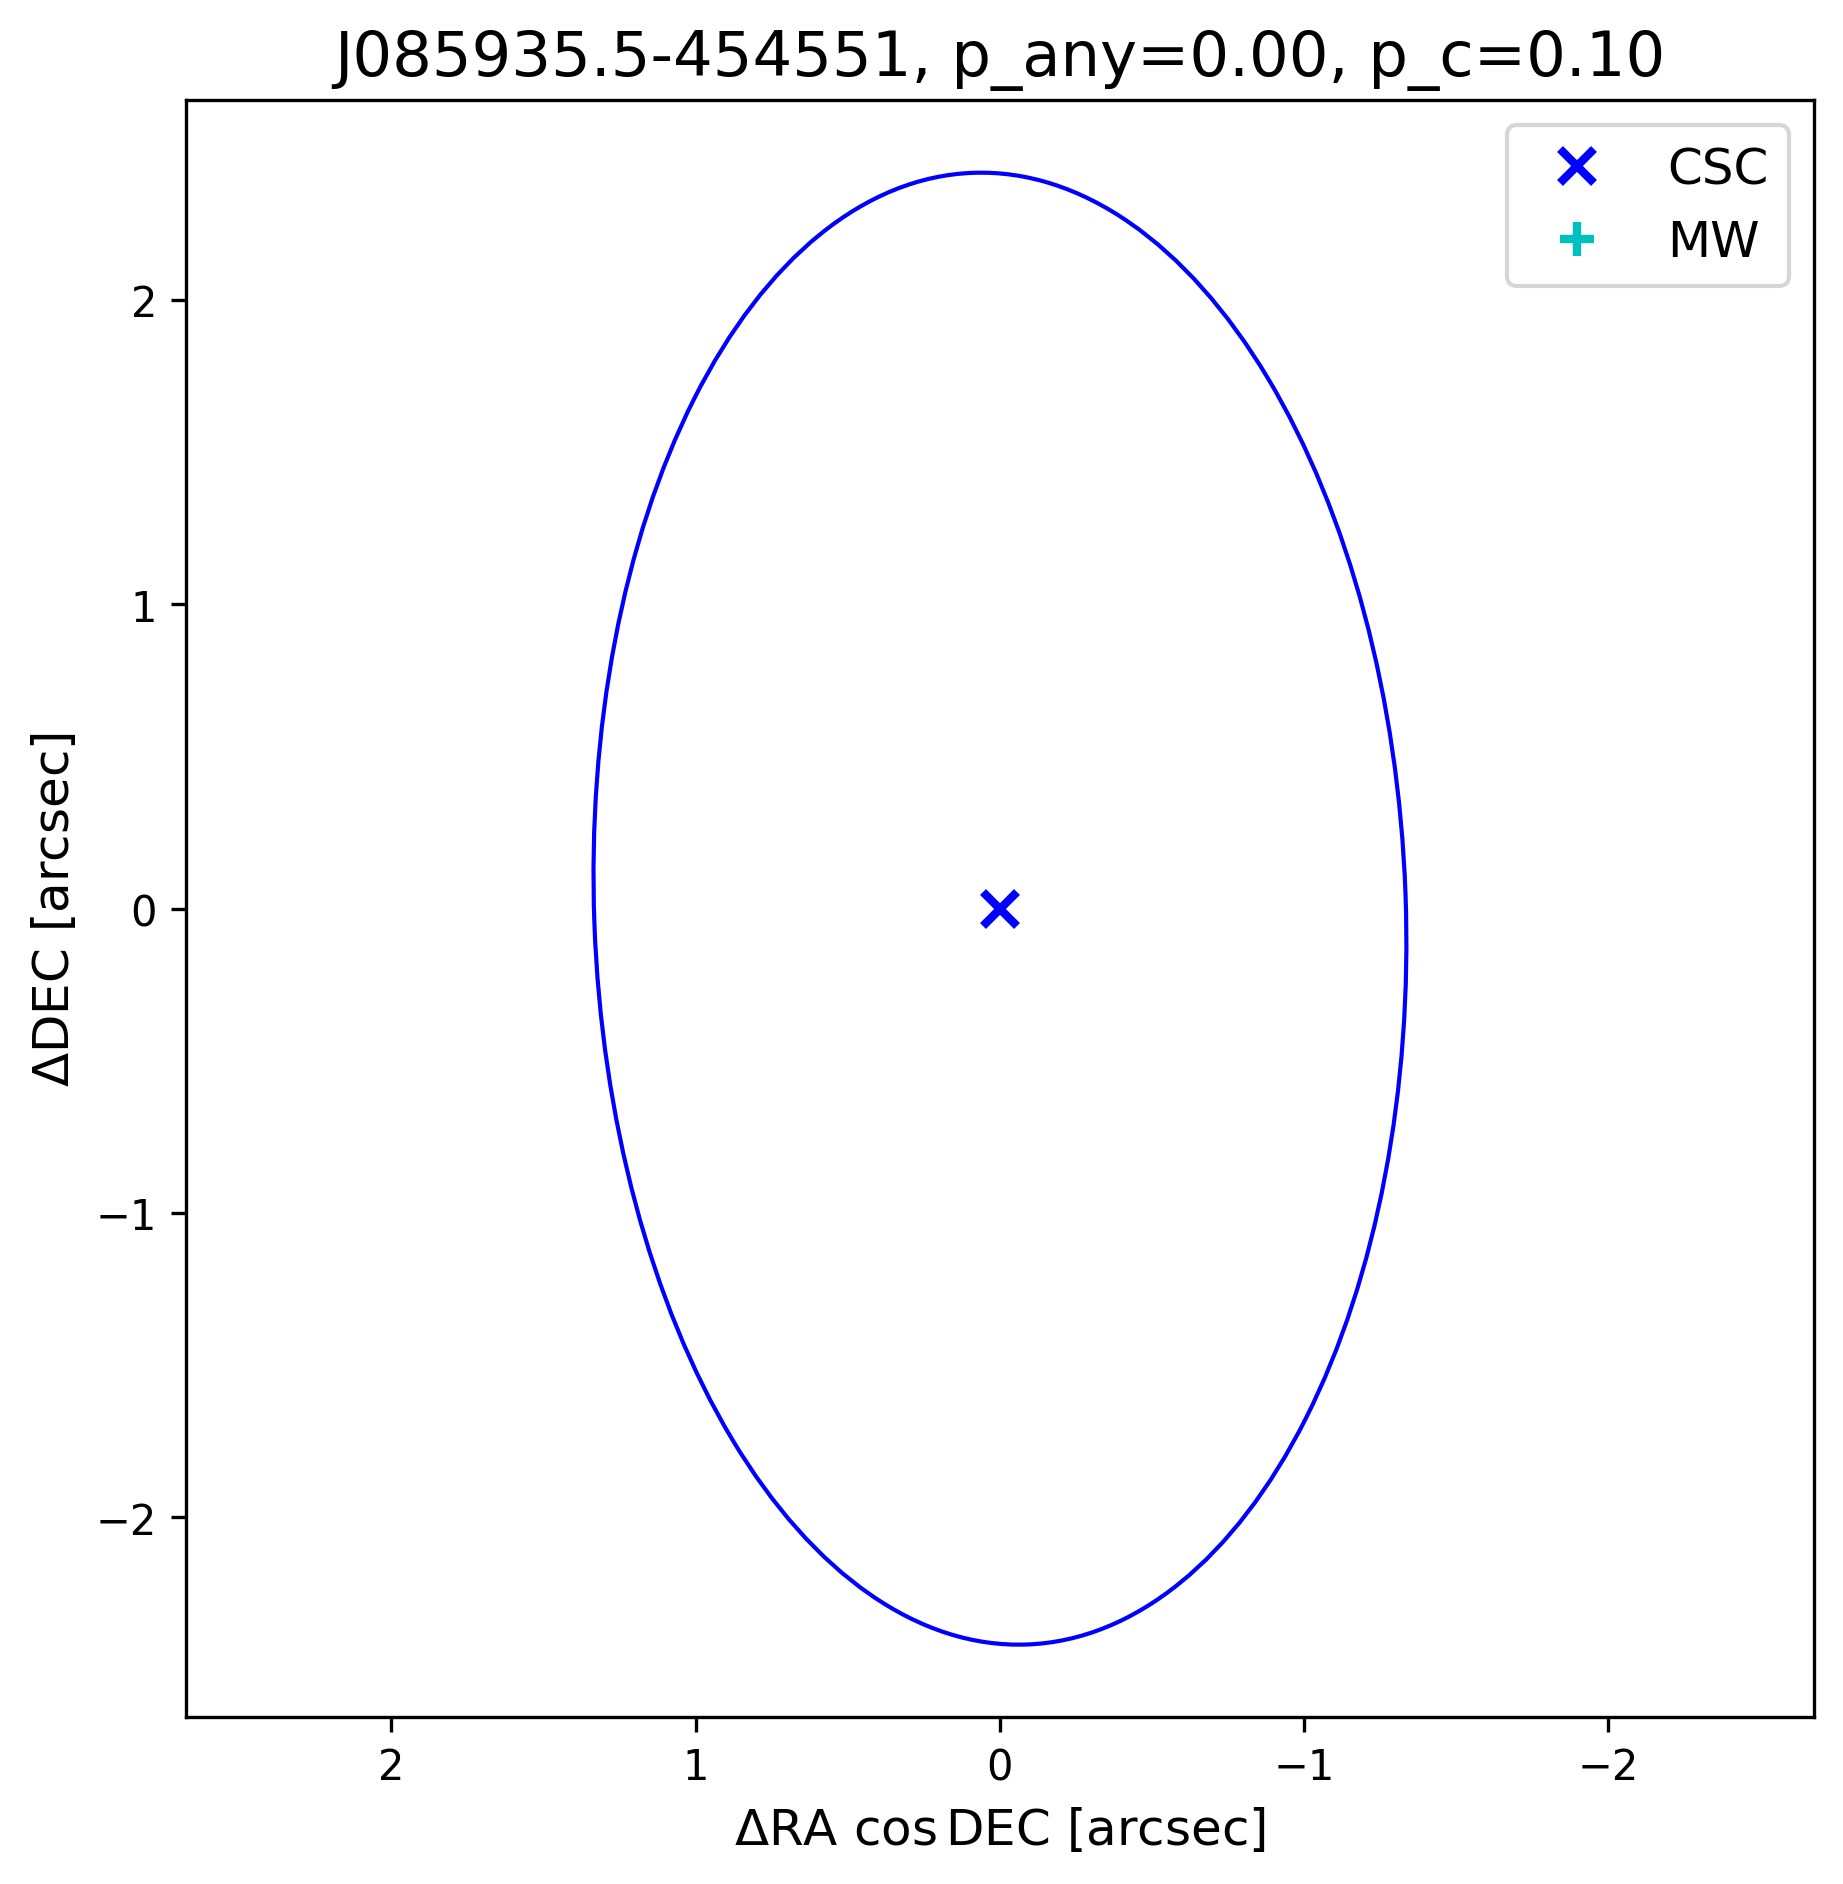 J085935.5-454551, p_any=0.00, p_c=0.10
CSC
MW
ΔDEC [arcsec]
2
1
0
−1
−2
2
1
0
−1
−2
ΔRA cos DEC [arcsec]